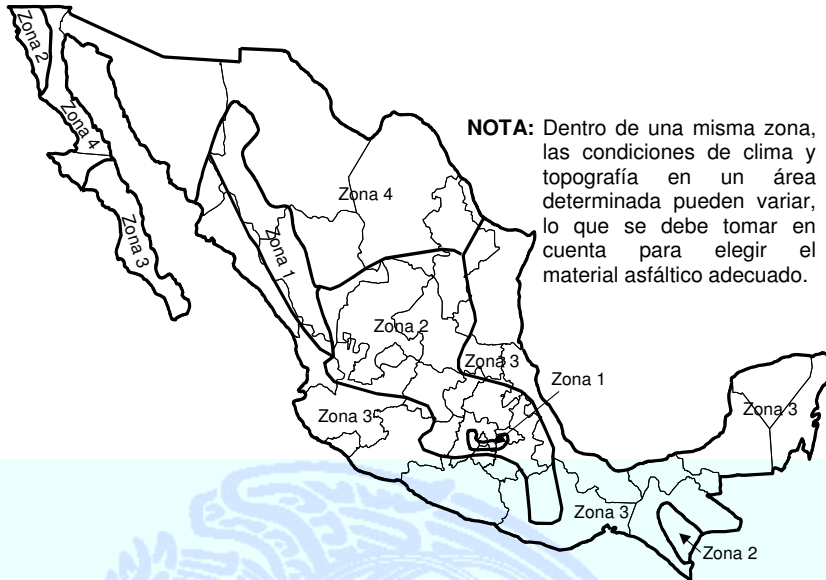 Zona 2
Zona 4
Zona 3
Zona 1
Zona 4
NOTA: Dentro de una misma zona,
las condiciones de clima y
topografía en un área
determinada pueden variar,
lo que se debe tomar en
cuenta para elegir el
material asfáltico adecuado.
Zona 2
Zona 3
Zona 1
Zona 3
Zona 3
Zona 3
Zona 2